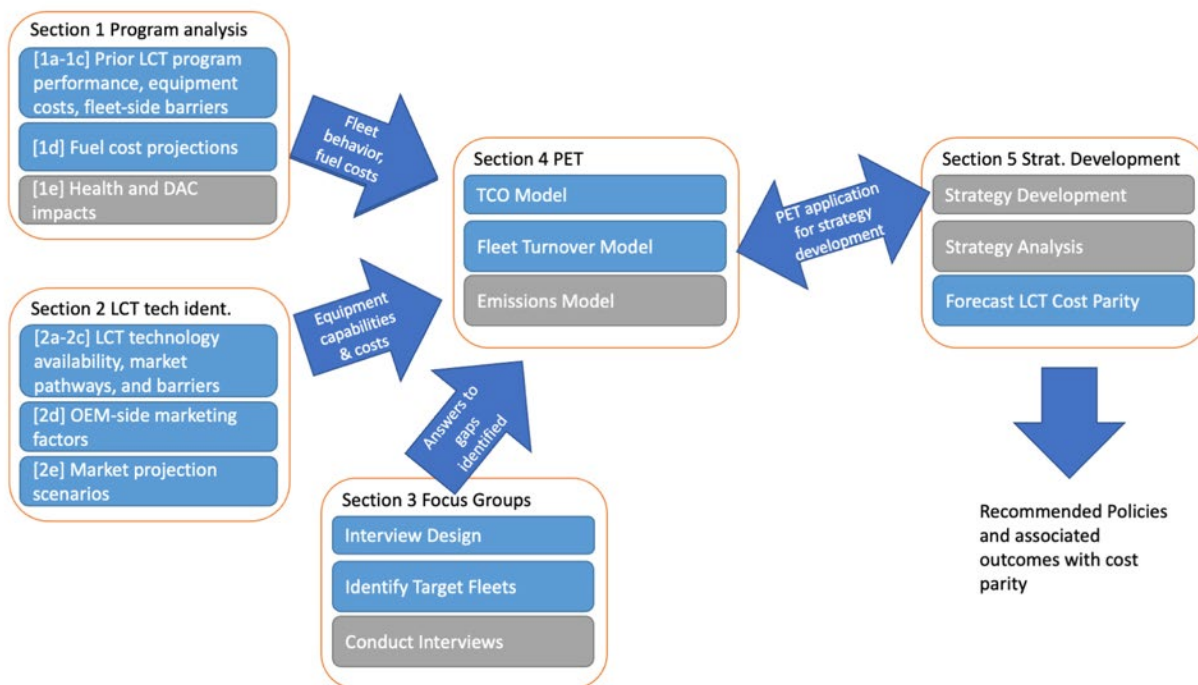 Section 1 Program analysis
[1a-1c] Prior LCT program
performance, equipment
costs, fleet-side barriers
[1d] Fuel cost projections
[1e] Health and DAC
impacts
Fleet
behavior,
fuel costs
Section 2 LCT tech ident.
[2a-2c] LCT technology
availability, market
pathways, and barriers
[2d] OEM-side marketing
factors
[2e] Market projection
scenarios
Equipment
capabilities
& costs
Section 3 Focus Groups
Interview Design
Identify Target Fleets
Conduct Interviews
Answers to
gaps
identified
Section 4 PET
TCO Model
Fleet Turnover Model
Emissions Model
PET application
for strategy
development
Section 5 Strat. Development
Strategy Development
Strategy Analysis
Forecast LCT Cost Parity
Recommended Policies
and associated
outcomes with cost
parity